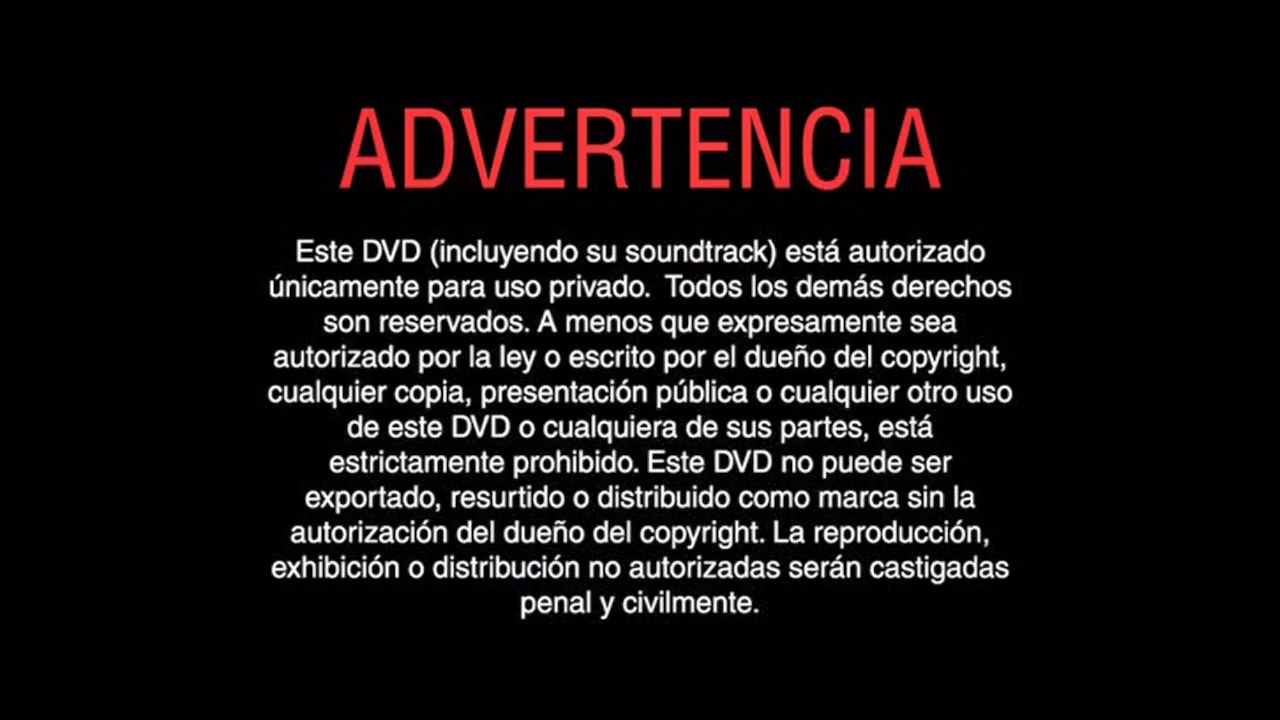 ADVERTENCIA
Este DVD (incluyendo su soundtrack) está autorizado
únicamente para uso privado.  Todos los demás derechos
son reservados. A menos que expresamente sea
autorizado por la ley o escrito por el dueño del copyright,
cualquier copia, presentación pública o cualquier otro uso
de este DVD o cualquiera de sus partes, está
estrictamente prohibido. Este DVD no puede ser
exportado, resurtido o distribuido como marca sin la
autorización del dueño del copyright. La reproducción,
exhibición o distribución no autorizadas serán castigadas
penal y civilmente.